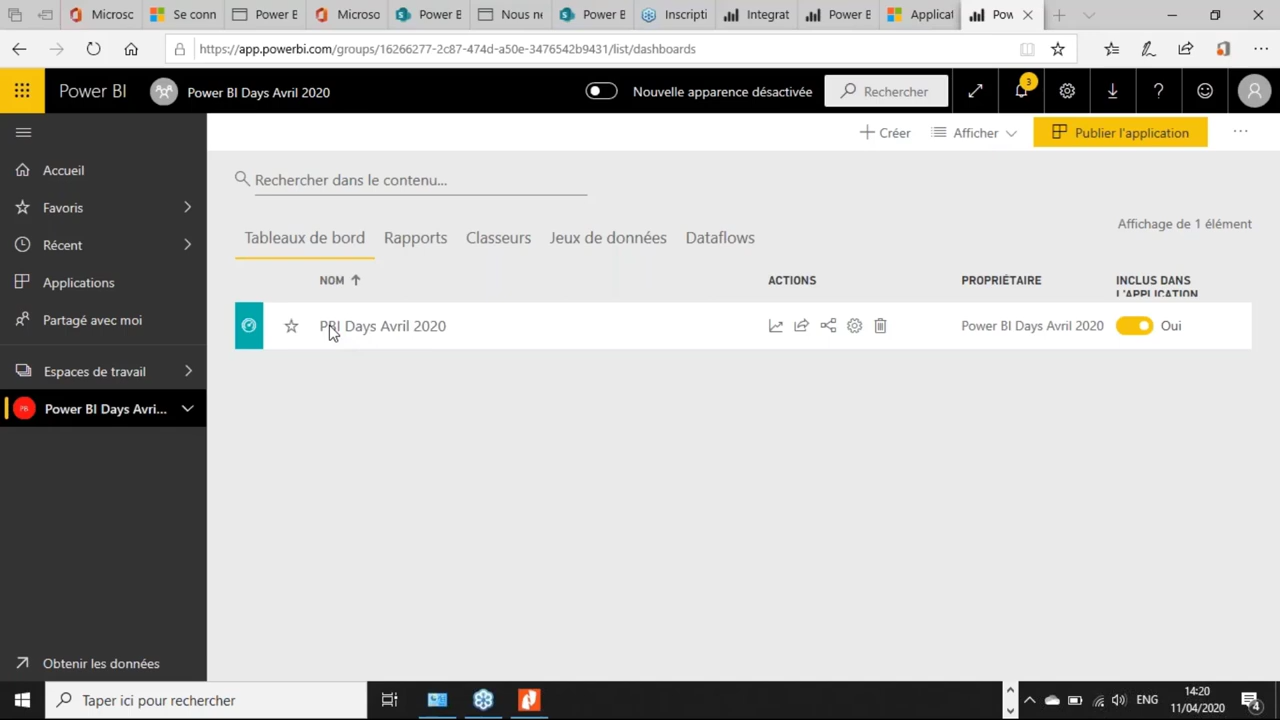 Microsc
Se conn
Power B
Microso
Power B
Nous ne
Power B
Inscripti
Integrat
Power B
Applicat
Pow
https://app.powerbi.com/groups/16266277-2c87-474d-a50e-3476542b9431/list/dashboards
Power BI
Power BI Days Avril 2020
Nouvelle apparence désactivée
Rechercher
3
?
Créer
Afficher
Publier l'application
Accueil
Rechercher dans le contenu...
Favoris
Affichage de 1 élément
Tableaux de bord Rapports Classeurs Jeux de données Dataflows
Récent
NOM
ACTIONS
PROPRIÉTAIRE
INCLUS DANS
L'APPLICATION
Applications
Partagé avec moi
PBI Days Avril 2020
Power BI Days Avril 2020
Oui
Espaces de travail
PB
Power BI Days Avri...
Obtenir les données
Taper ici pour rechercher
ENG
14:20
11/04/2020
4